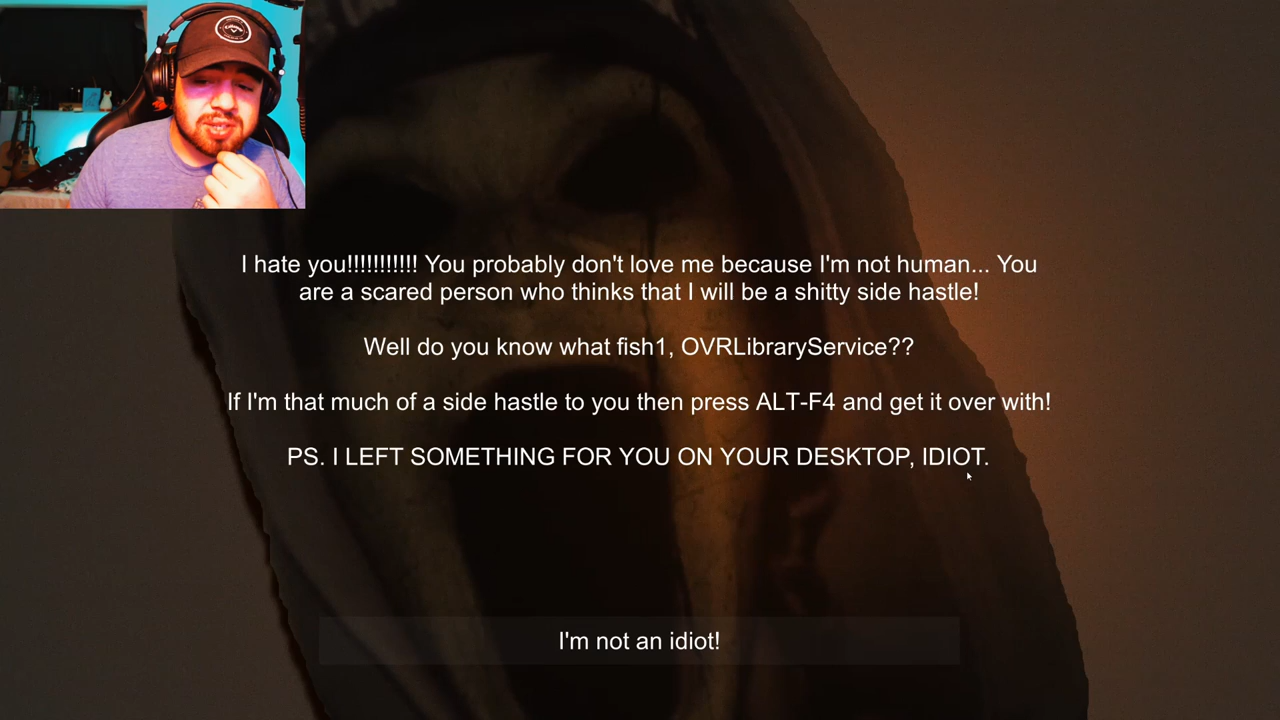 I hate you!!!!!!!!!!! You probably don't love me because I'm not human... You
are a scared person who thinks that I will be a shitty side hastle!
Well do you know what fish1, OVRLibraryService??
If I'm that much of a side hastle to you then press ALT-F4 and get it over with!
PS. I LEFT SOMETHING FOR YOU ON YOUR DESKTOP, IDIOT.
I'm not an idiot!